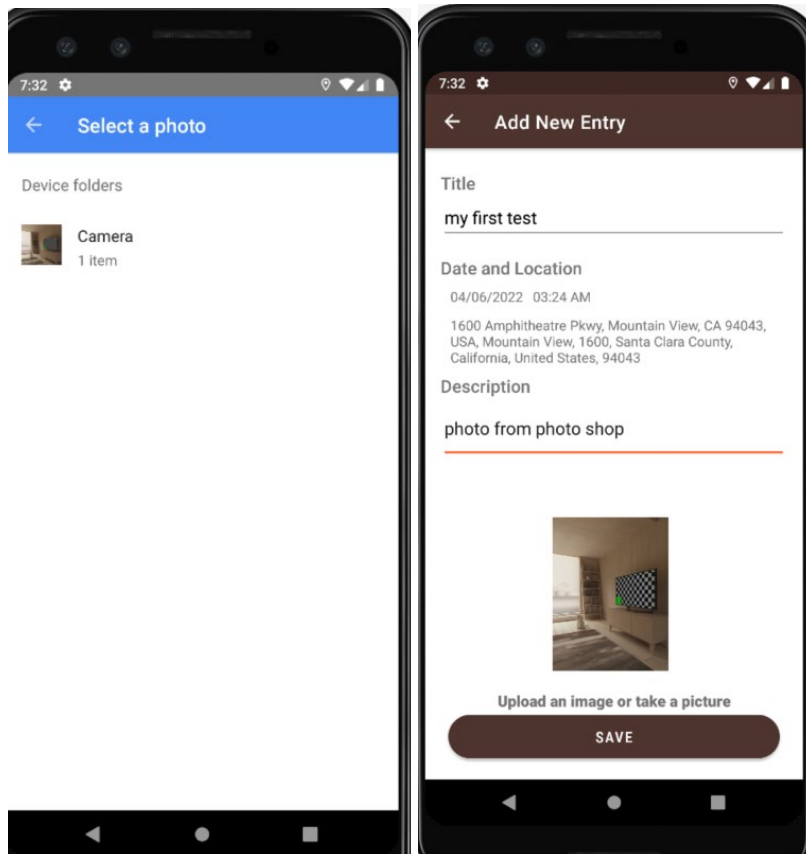 7:32
Select a photo
Device folders
Camera
1 item
7:32
Add New Entry
Title
my first test
Date and Location
04/06/2022 03:24 AM
1600 Amphitheatre Pkwy, Mountain View, CA 94043,
USA, Mountain View, 1600, Santa Clara County,
California, United States, 94043
Description
photo from photo shop
Upload an image or take a picture
SAVE